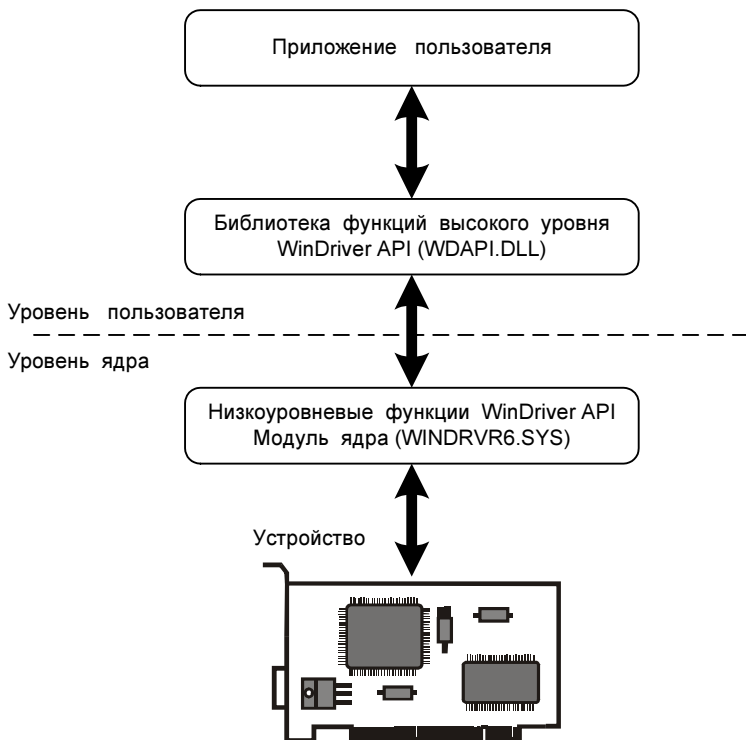 Приложение пользователя
Библиотека функций высокого уровня
WinDriver API (WDAPI.DLL)
Уровень пользователя
Уровень ядра
Низкоуровневые функции WinDriver API
Модуль ядра (WINDRVR6.SYS)
Устройство